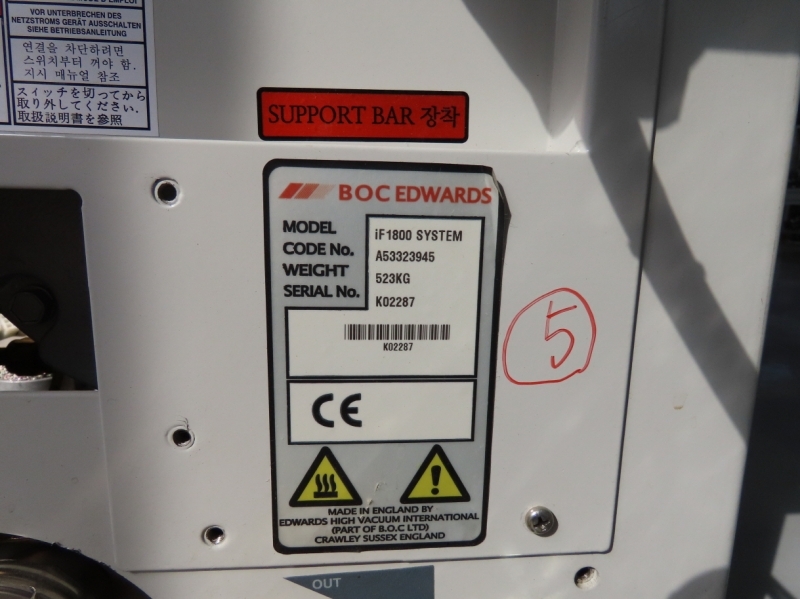 VOR UNTERBRECHEN DES
NETZSTROMS GERÄT AUSSCHALTEN
SIEHE BETRIEBSANLEITUNG
연결을 차단하려면
스위치부터 꺼야 함.
지시 메뉴얼 참조
スイッチを切ってから
取り外してください.
取扱説明書を参照
SUPPORT BAR 장착
BOC EDWARDS
MODEL iF1800 SYSTEM
CODE No. A53323945
WEIGHT 523KG
SERIAL No. K02287
K02287
CE
5
MADE IN ENGLAND BY
EDWARDS HIGH VACUUM INTERNATIONAL
(PART OF B.O.C LTD)
CRAWLEY SUSSEX ENGLAND
OUT